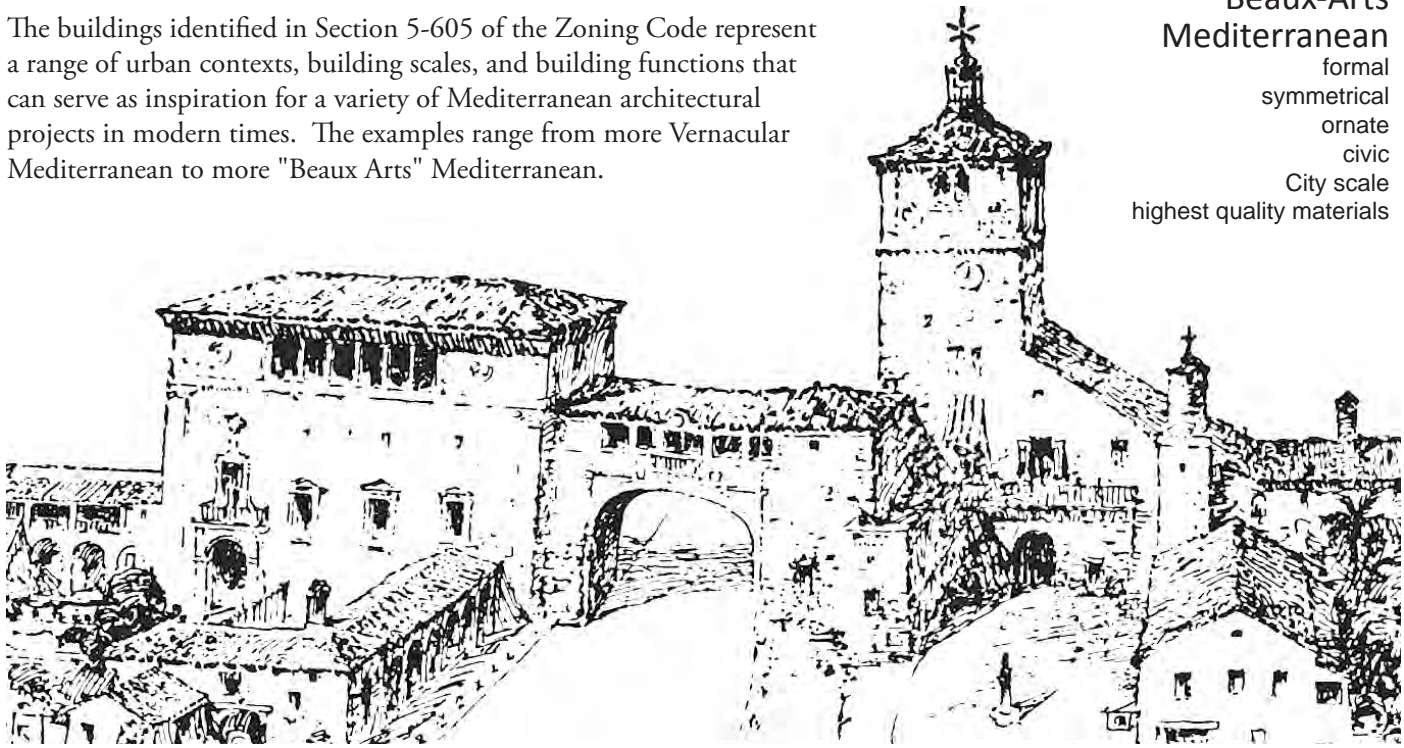 The buildings identified in Section 5-605 of the Zoning Code represent
a range of urban contexts, building scales, and building functions that
can serve as inspiration for a variety of Mediterranean architectural
projects in modern times.  The examples range from more Vernacular
Mediterranean to more "Beaux Arts" Mediterranean.
Beaux-Arts
Mediterranean
formal
symmetrical
ornate
civic
City scale
highest quality materials